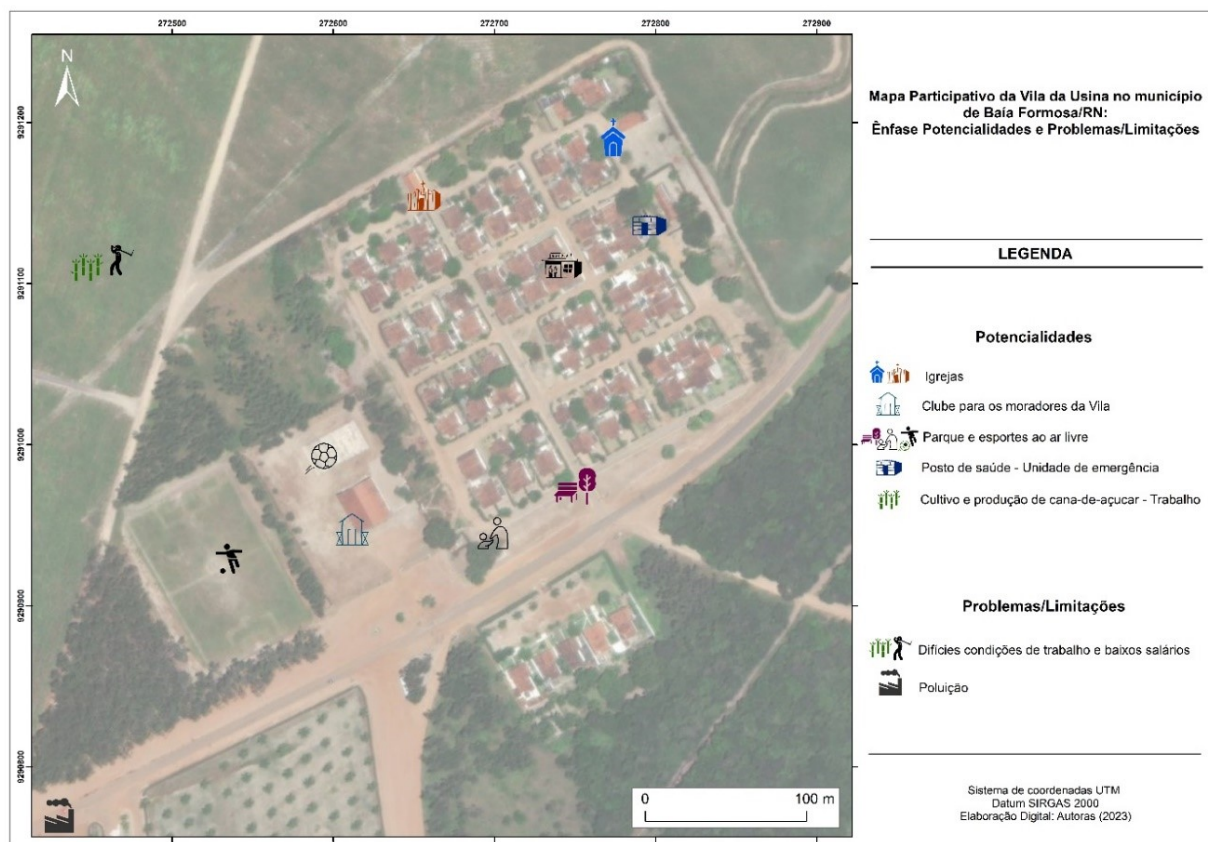 272500
272600
272700
272800
272900
9291200
9291100
9291000
9290900
9290800
N
0
100 m
Mapa Participativo da Vila da Usina no município
de Baía Formosa/RN:
Ênfase Potencialidades e Problemas/Limitações
LEGENDA
Potencialidades
Igrejas
Clube para os moradores da Vila
Parque e esportes ao ar livre
Posto de saúde - Unidade de emergência
Cultivo e produção de cana-de-açucar - Trabalho
Problemas/Limitações
Difícies condições de trabalho e baixos salários
Poluição
Sistema de coordenadas UTM
Datum SIRGAS 2000
Elaboração Digital: Autoras (2023)